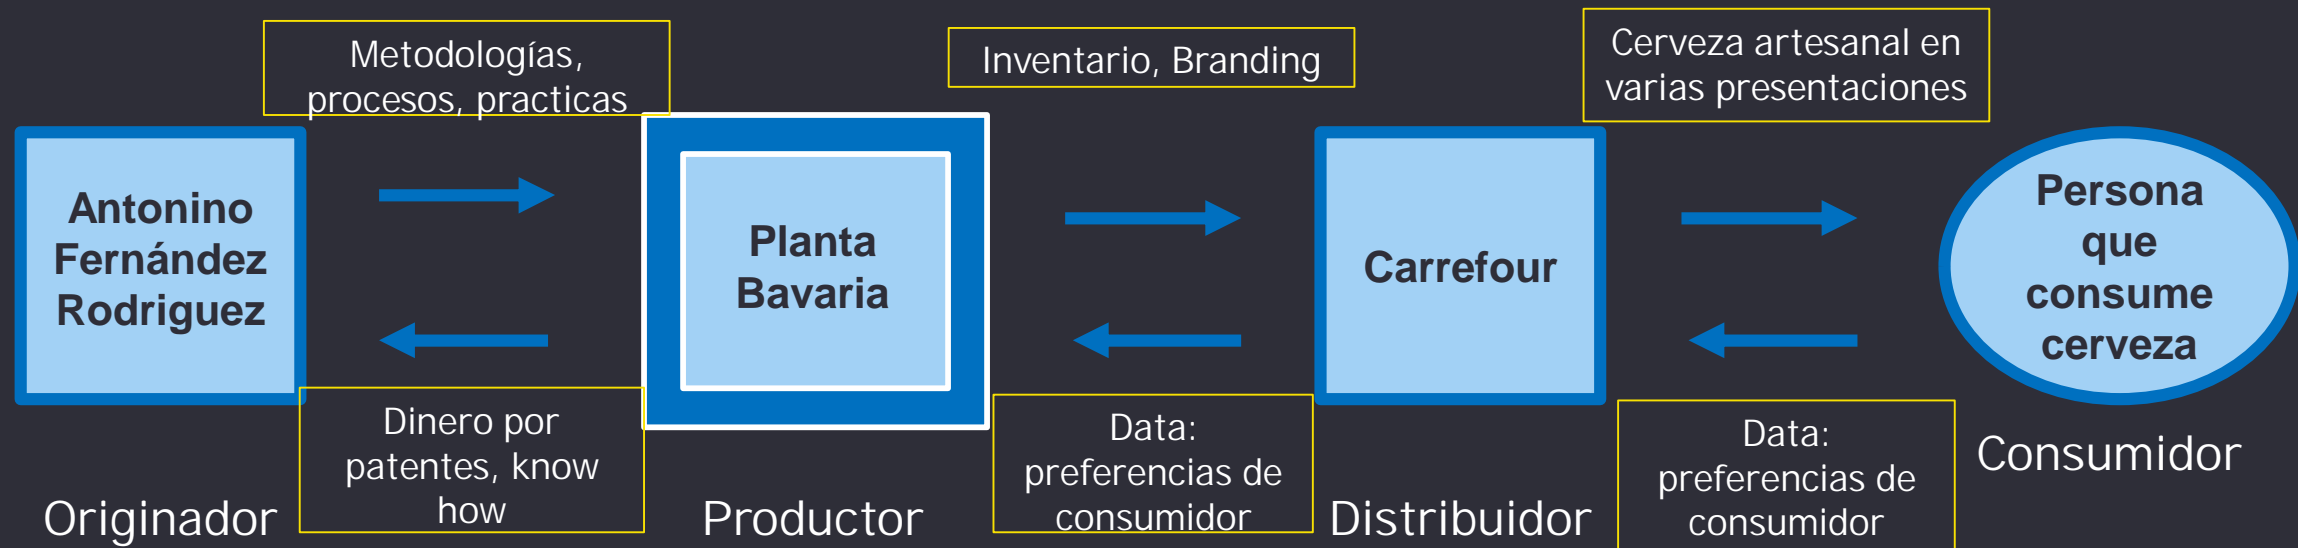 Metodologías,
procesos, practicas
Inventario, Branding
Cerveza artesanal en
varias presentaciones
Antonino
Fernández
Rodriguez
Planta
Bavaria
Carrefour
Persona
que
consume
cerveza
Dinero por
patentes, know
how
Data:
preferencias de
consumidor
Data:
preferencias de
consumidor
Originador
Productor
Distribuidor
Consumidor